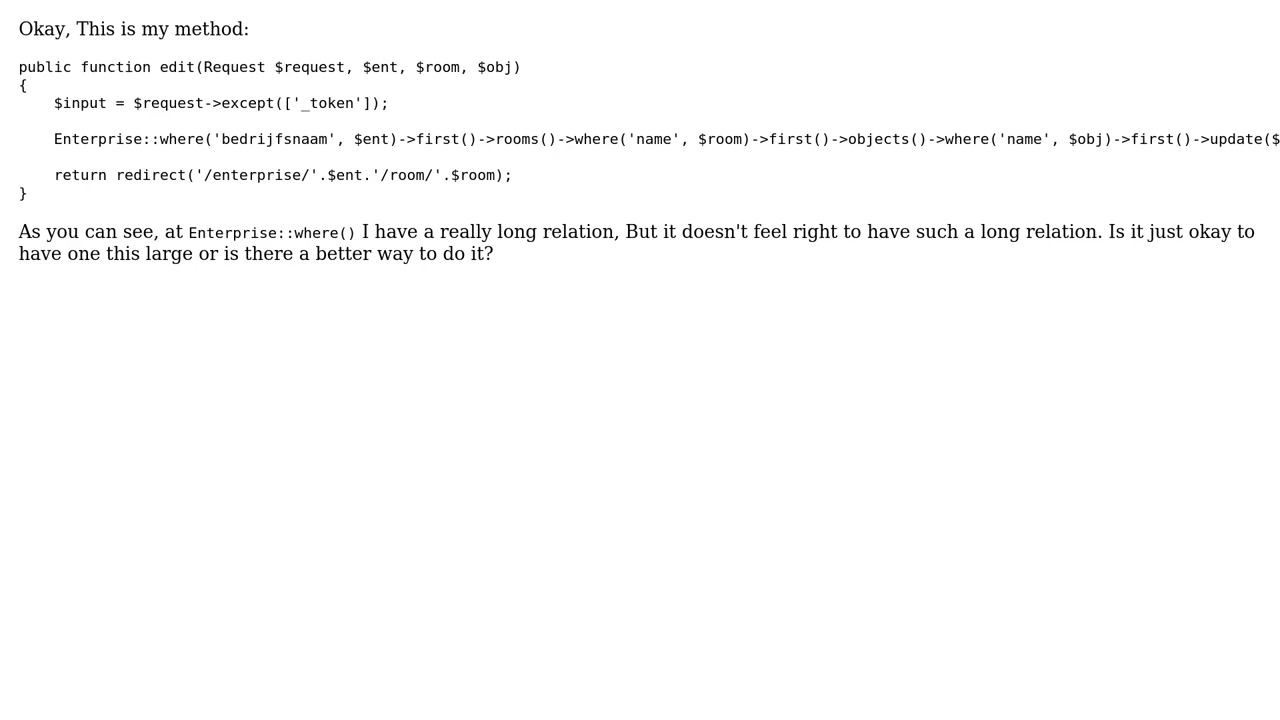 Okay, This is my method:
public function edit(Request $request, $ent, $room, $obj)
{
    $input = $request->except(['_token']);
    Enterprise::where('bedrijfsnaam', $ent)->first()->rooms()->where('name', $room)->first()->objects()->where('name', $obj)->first()->update($
    return redirect('/enterprise/'.$ent.'/room/'.$room);
}
As you can see, at Enterprise::where() I have a really long relation, But it doesn't feel right to have such a long relation. Is it just okay to
have one this large or is there a better way to do it?